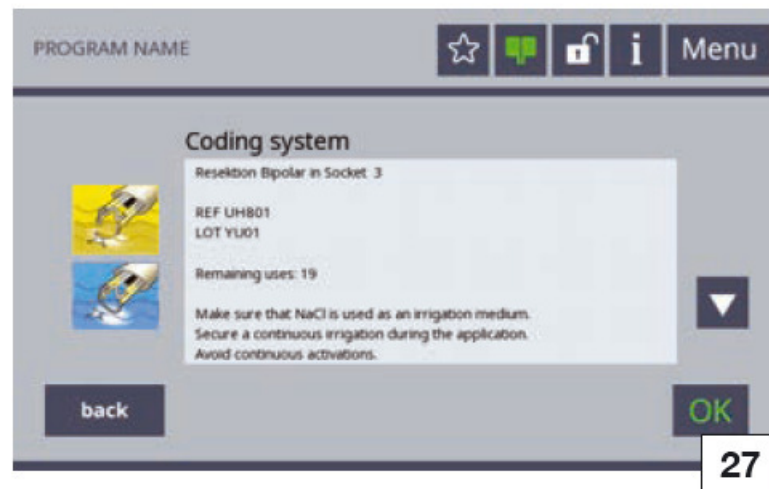 PROGRAM NAME
i
Menu
Coding system
Resektion Bipolar in Socket 3
REF UH801
LOT YU01
Remaining uses: 19
Make sure that NaCl is used as an irrigation medium.
Secure a continuous irrigation during the application.
Avoid continuous activations.
back
OK
27